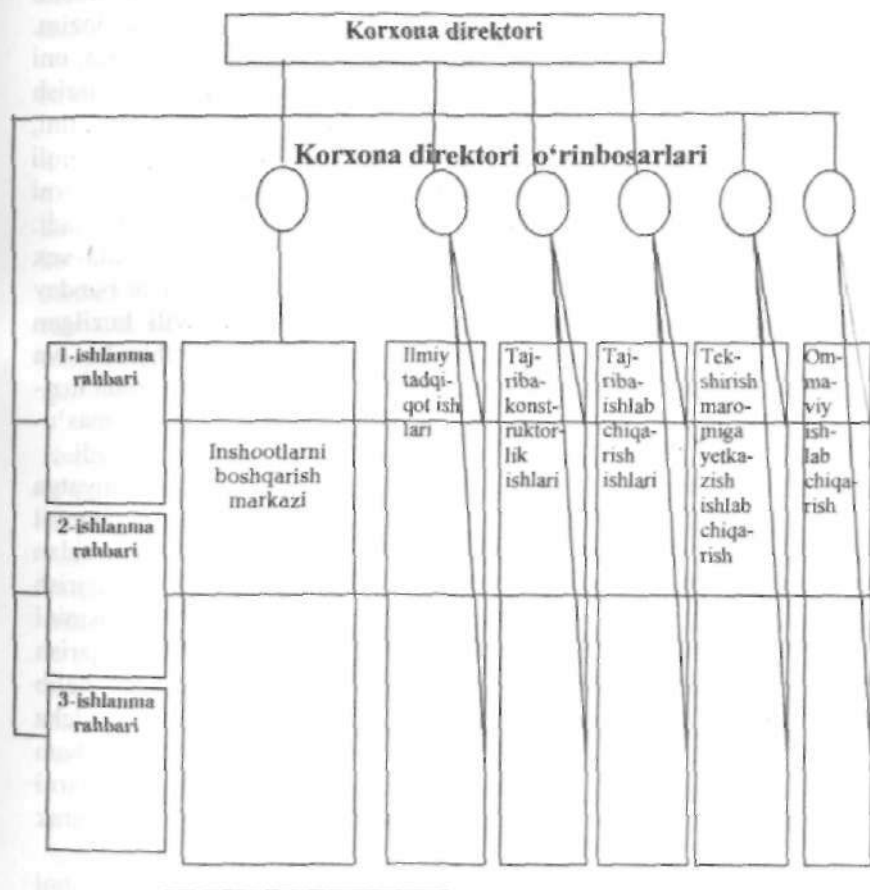 Korxona direktori
Korxona direktori o‘rinbosarlari
1-ishlanma
rahbari
2-ishlanma
rahbari
3-ishlanma
rahbari
Inshootlarni
boshqarish
markazi
Ilmiy
tadqi-
qot ish
lari
Taj-
riba-
konst-
ruktor-
lik
ishlari
Taj-
riba-
ishlab
chiqa-
rish
ishlari
Tek-
shirish
maro-
miga
yetka-
zish
ishlab
chiqa-
rish
Om-
ma-
viy
ish-
lab
chiqa-
rish